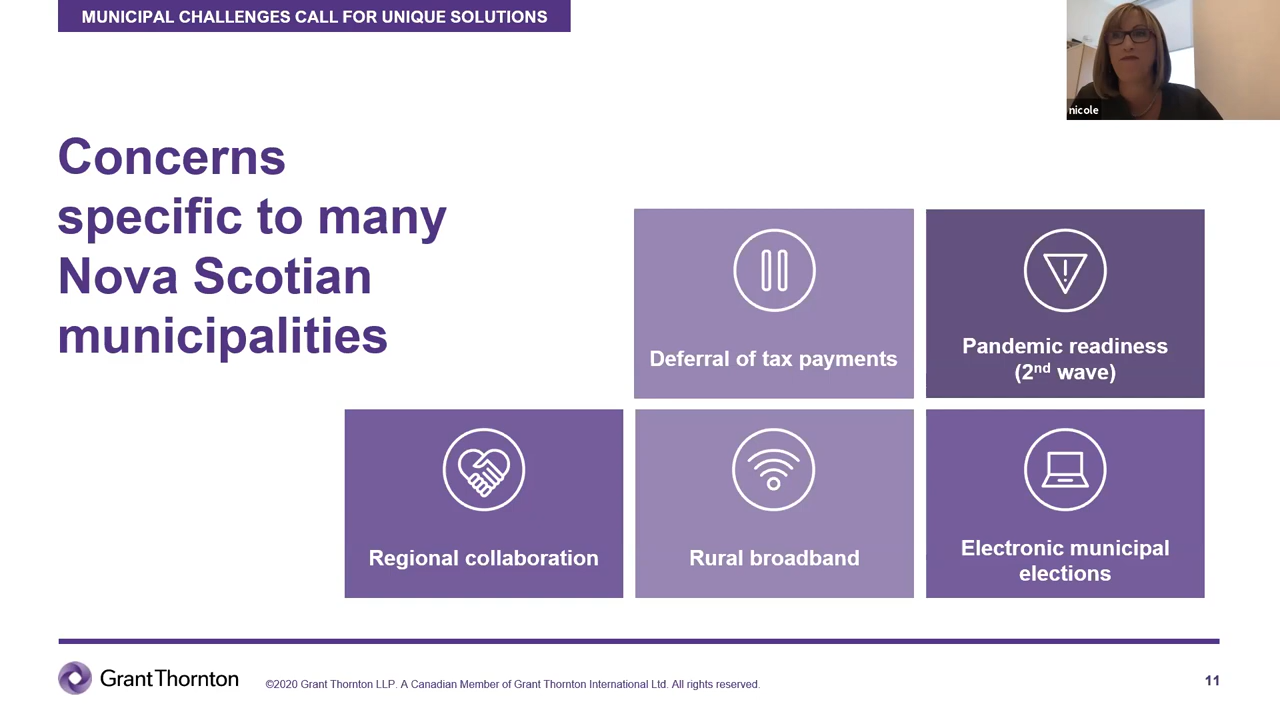 MUNICIPAL CHALLENGES CALL FOR UNIQUE SOLUTIONS
nicole
Concerns
specific to many
Nova Scotian
municipalities
Deferral of tax payments
Pandemic readiness
(2nd wave)
Regional collaboration
Rural broadband
Electronic municipal
elections
Grant Thornton
©2020 Grant Thornton LLP. A Canadian Member of Grant Thornton International Ltd. All rights reserved.
11